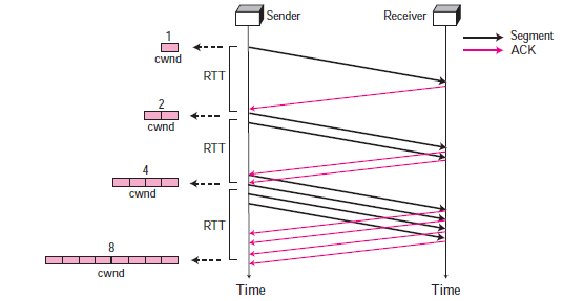 Sender
Receiver
Segment
ACK
1
cwnd
RTT
2
cwnd
RTT
4
cwnd
RTT
8
cwnd
Time
Time